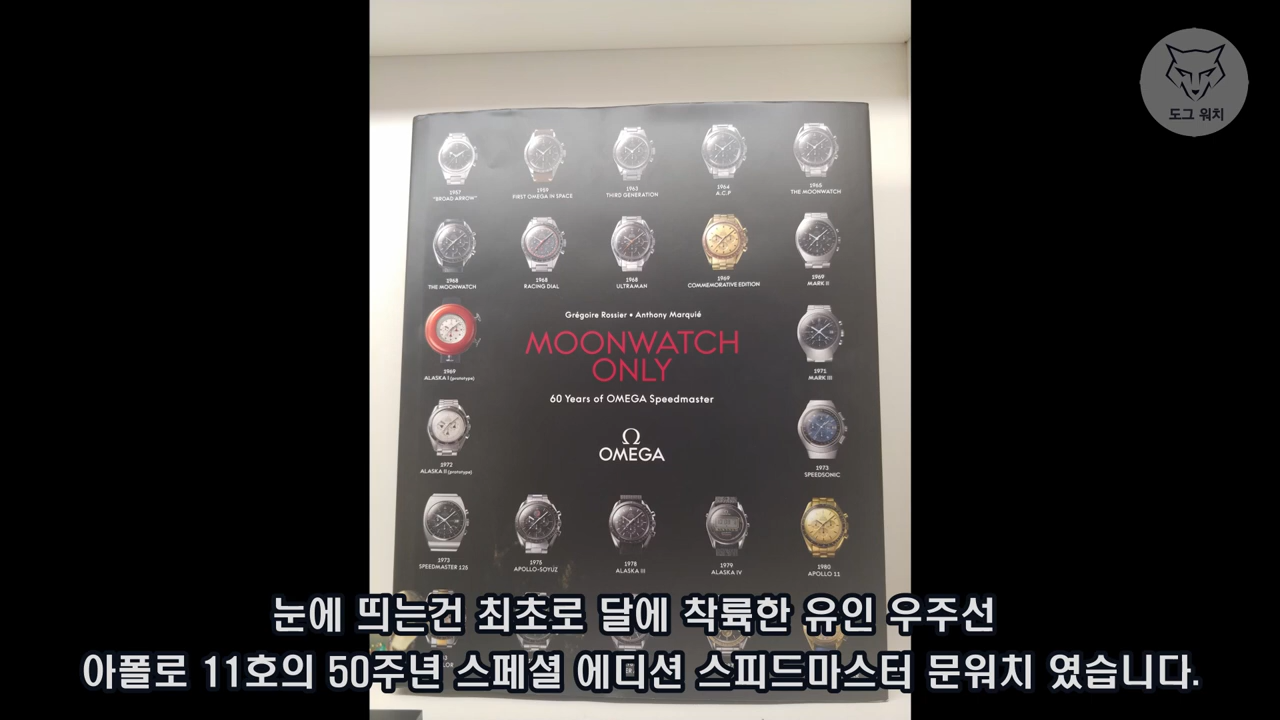 도그 워치
1957
"BROAD ARROW"
1959
FIRST OMEGA IN SPACE
1963
THIRD GENERATION
1964
A.C.P
1965
THE MOONWATCH
1968
THE MOONWATCH
1968
RACING DIAL
1968
ULTRAMAN
1969
COMMEMORATIVE EDITION
1969
MARK II
Grégoire Rossier • Anthony Marquié
MOONWATCH
ONLY
60 Years of OMEGA Speedmaster
Ω
OMEGA
1969
ALASKA I (prototype)
1971
MARK III
1972
ALASKA II (prototype)
1973
SPEEDSONIC
1973
SPEEDMASTER 125
1975
APOLLO-SOYUZ
1978
ALASKA III
1979
ALASKA IV
1980
APOLLO 11
눈에 띄는건 최초로 달에 착륙한 유인 우주선
아폴로 11호의 50주년 스페셜 에디션 스피드마스터 문워치 였습니다.